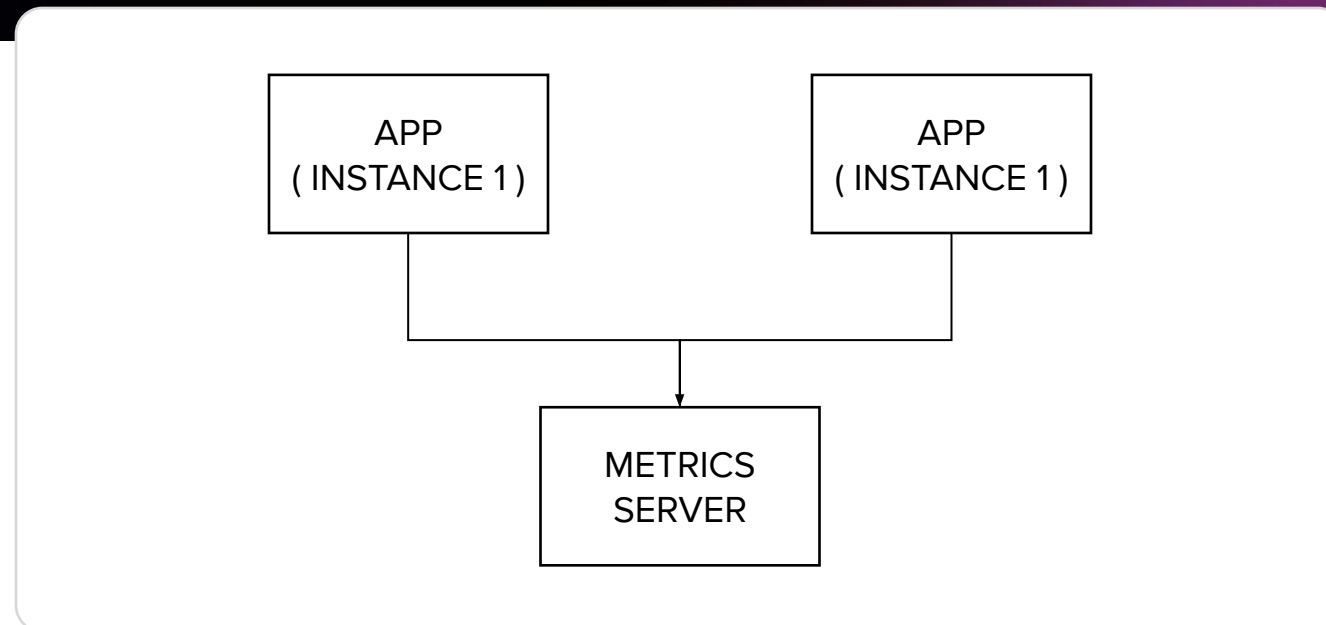 APP
( INSTANCE 1 )
APP
( INSTANCE 1 )
METRICS
SERVER